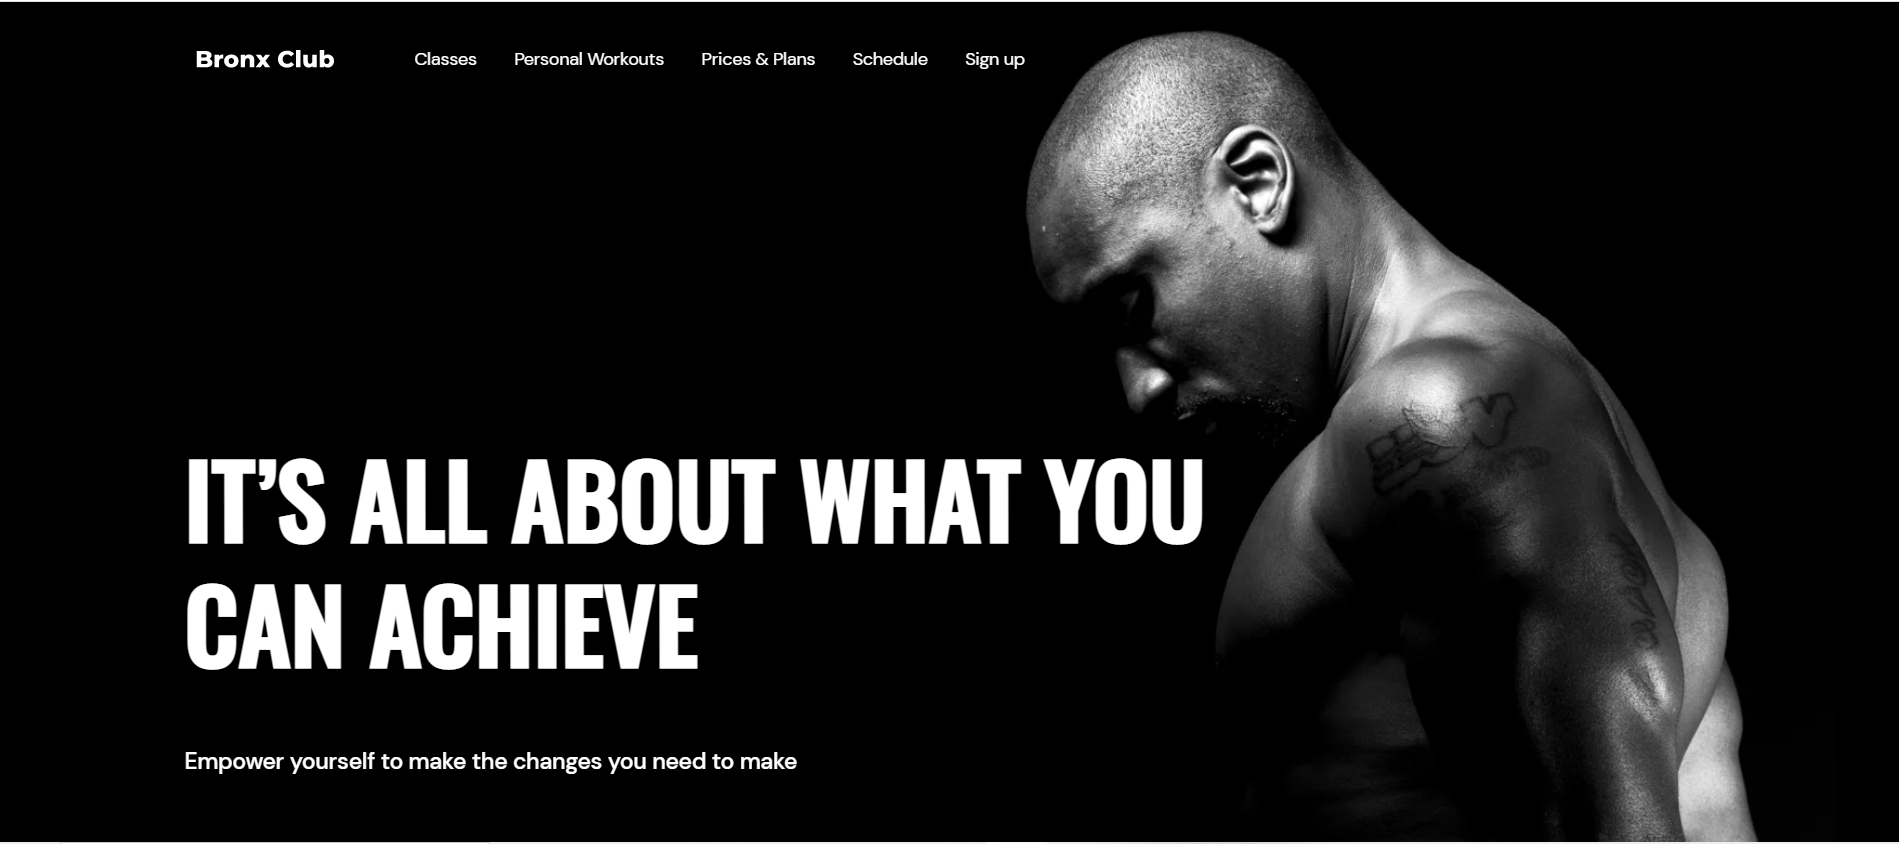 Bronx Club
Classes
Personal Workouts
Prices & Plans
Schedule
Sign up
IT’S ALL ABOUT WHAT YOU
CAN ACHIEVE
Empower yourself to make the changes you need to make